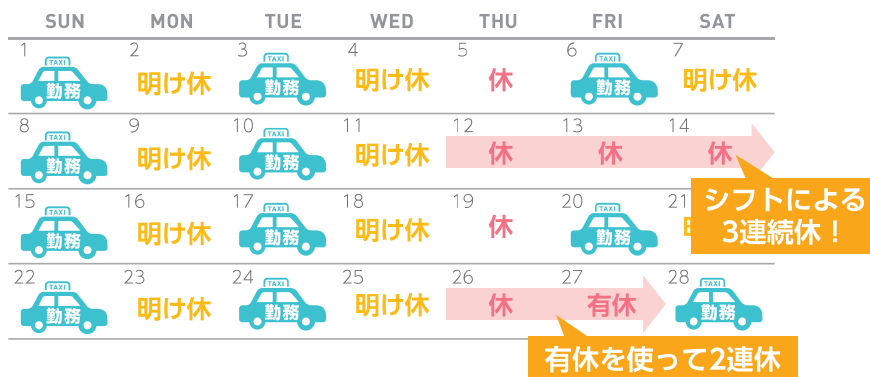 SUN MON TUE WED THU FRI SAT
1 2 3 4 5 6 7
TAXI TAXI TAXI
勤務 明け休 勤務 明け休 休 勤務 明け休
8 9 10 11 12 13 14
TAXI TAXI
勤務 明け休 勤務 明け休 休 休 休
シフトによる
3連続休！
15 16 17 18 19 20 21
TAXI TAXI TAXI
勤務 明け休 勤務 明け休 休 勤務
22 23 24 25 26 27 28
TAXI TAXI TAXI
勤務 明け休 勤務 明け休 休 有休 勤務
有休を使って2連休